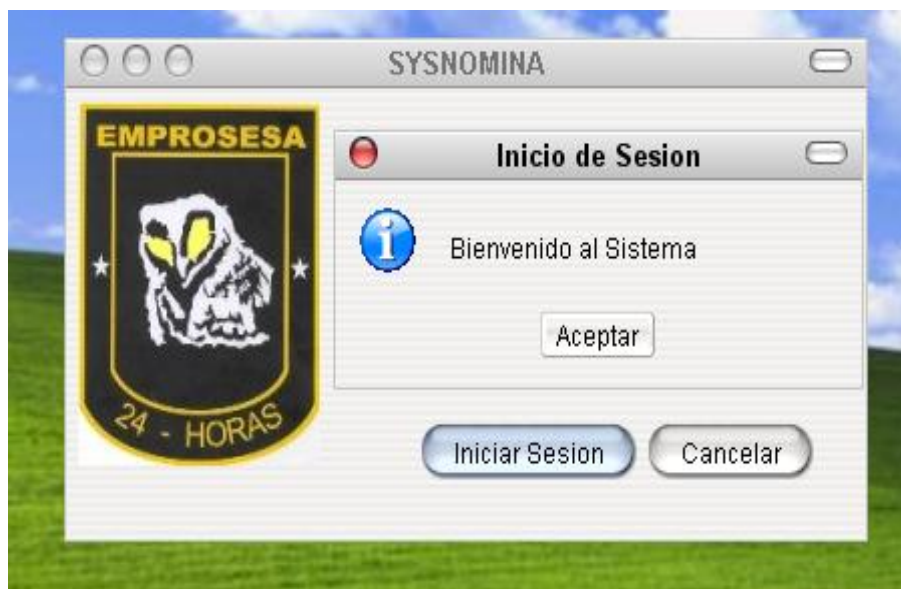 SYSNOMINA
EMPROSESA
24 - HORAS
Inicio de Sesion
Bienvenido al Sistema
Aceptar
Iniciar Sesion
Cancelar